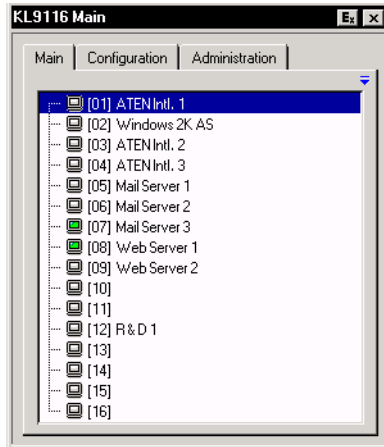 KL9116 Main Ex x
Main Configuration Administration
[01] ATEN Intl. 1
[02] Windows 2K AS
[03] ATEN Intl. 2
[04] ATEN Intl. 3
[05] Mail Server 1
[06] Mail Server 2
[07] Mail Server 3
[08] Web Server 1
[09] Web Server 2
[10]
[11]
[12] R & D 1
[13]
[14]
[15]
[16]